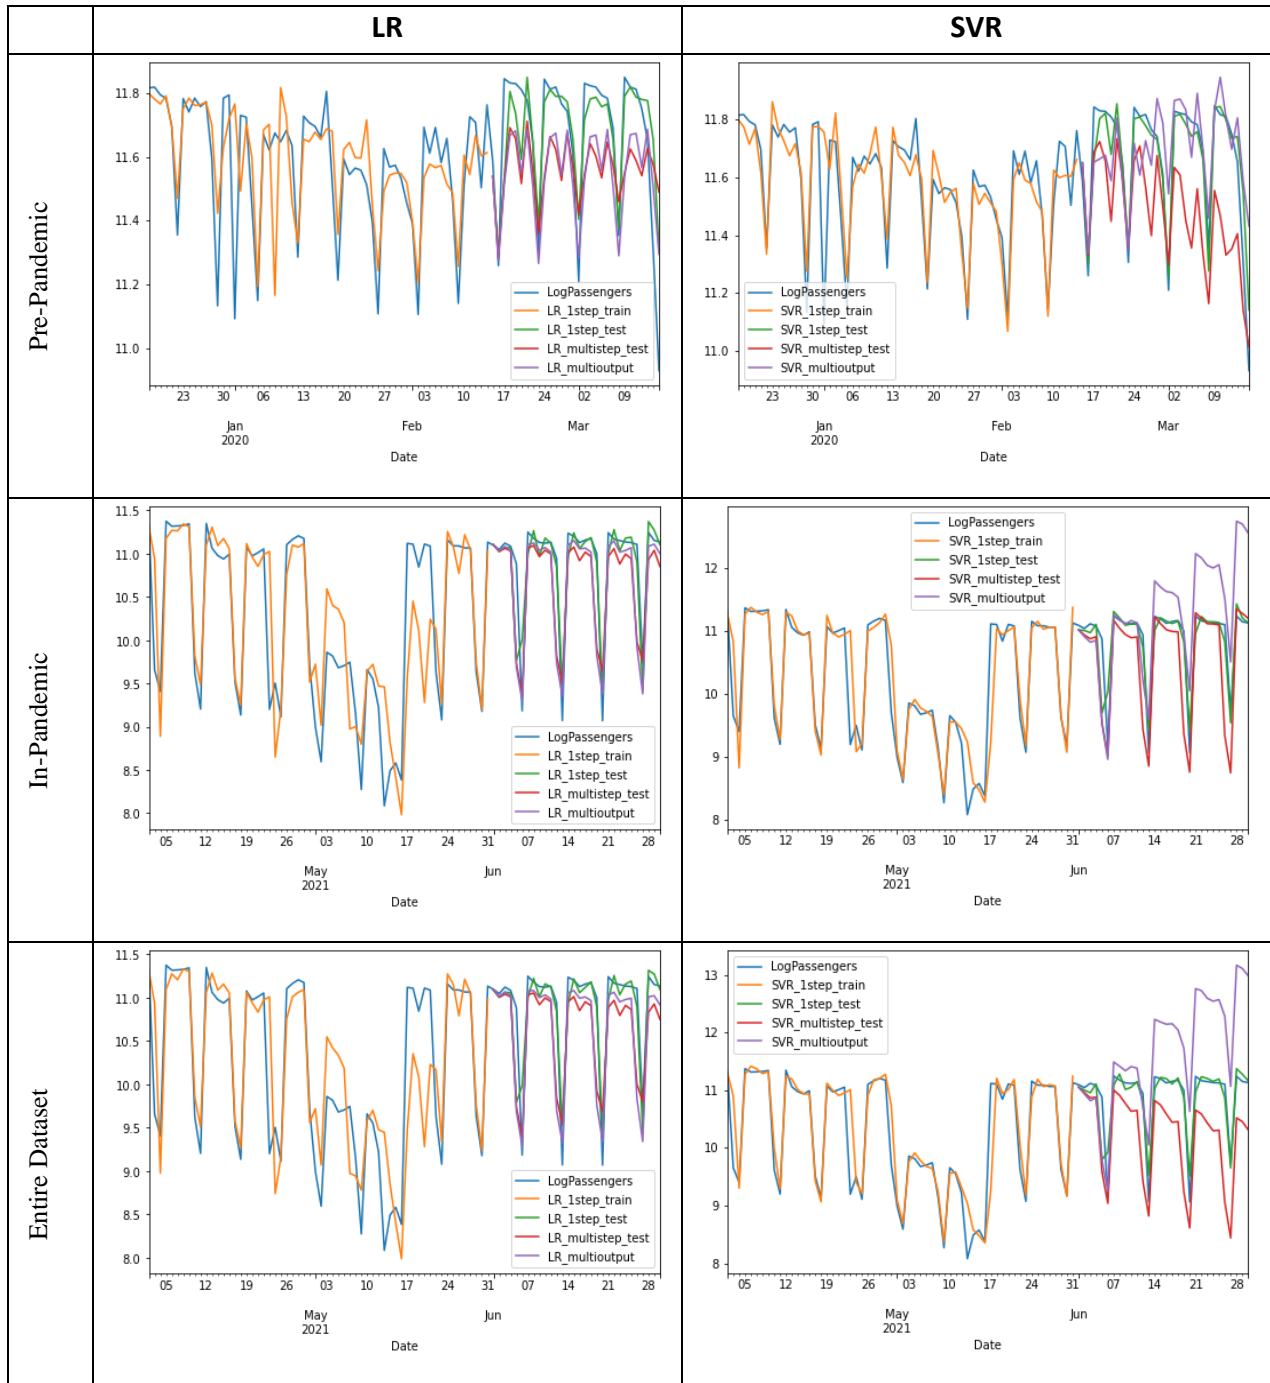 LR
SVR
Pre-Pandemic
11.8
11.6
11.4
11.2
11.0
LogPassengers
LR_1step_train
LR_1step_test
LR_multistep_test
LR_multioutput
23 30 06 13 20 27 03 10 17 24 02 09
Jan Feb Mar
2020
Date
11.8
11.6
11.4
11.2
11.0
LogPassengers
SVR_1step_train
SVR_1step_test
SVR_multistep_test
SVR_multioutput
23 30 06 13 20 27 03 10 17 24 02 09
Jan Feb Mar
2020
Date
In-Pandemic
11.5
11.0
10.5
10.0
9.5
9.0
8.5
8.0
LogPassengers
LR_1step_train
LR_1step_test
LR_multistep_test
LR_multioutput
05 12 19 26 03 10 17 24 31 07 14 21 28
May Jun
2021
Date
LogPassengers
SVR_1step_train
SVR_1step_test
SVR_multistep_test
SVR_multioutput
12
11
10
9
8
05 12 19 26 03 10 17 24 31 07 14 21 28
May Jun
2021
Date
Entire Dataset
11.5
11.0
10.5
10.0
9.5
9.0
8.5
8.0
LogPassengers
LR_1step_train
LR_1step_test
LR_multistep_test
LR_multioutput
05 12 19 26 03 10 17 24 31 07 14 21 28
May Jun
2021
Date
LogPassengers
SVR_1step_train
SVR_1step_test
SVR_multistep_test
SVR_multioutput
13
12
11
10
9
8
05 12 19 26 03 10 17 24 31 07 14 21 28
May Jun
2021
Date